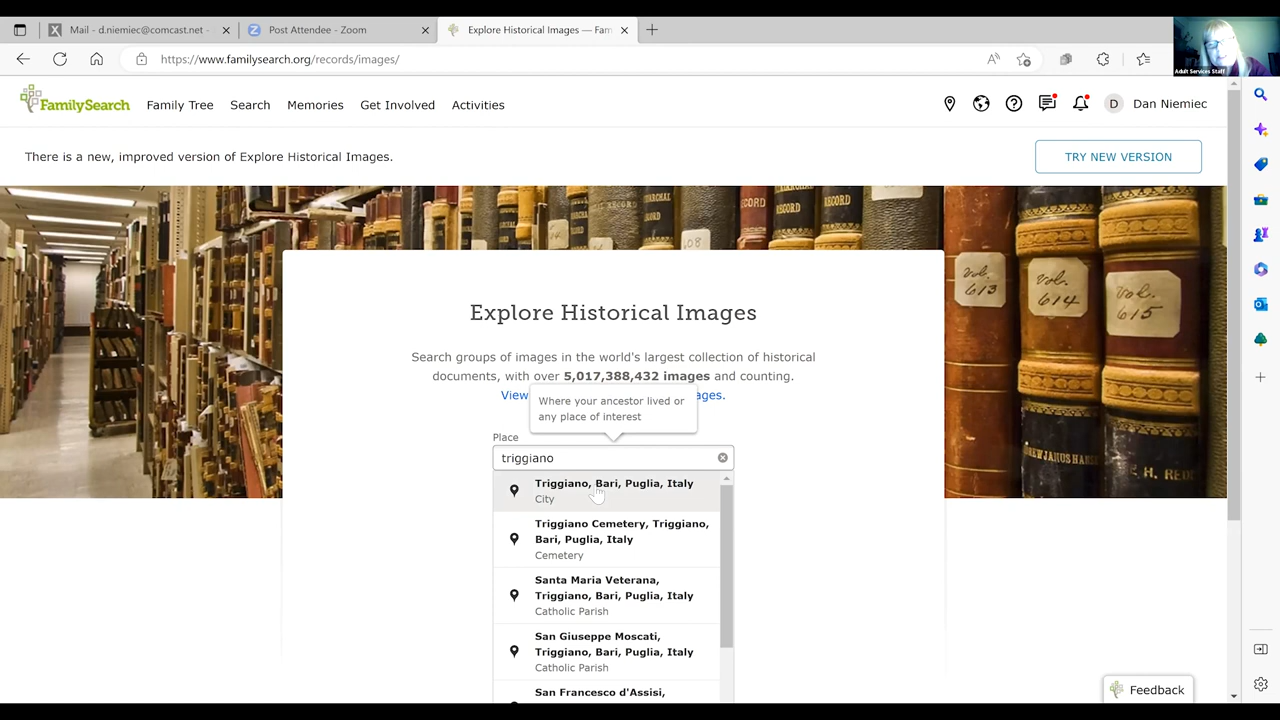 Mail - d.niemiec@comcast.net -
Post Attendee - Zoom
Explore Historical Images — Fam
https://www.familysearch.org/records/images/
Adult Services Staff
FamilySearch
Family Tree
Search
Memories
Get Involved
Activities
D
Dan Niemiec
There is a new, improved version of Explore Historical Images.
TRY NEW VERSION
RECORD
RECORD
RECORD
RECORD
.08
Vol. 613
Vol. 614
Vol. 615
Explore Historical Images
Search groups of images in the world's largest collection of historical
documents, with over 5,017,388,432 images and counting.
View
ages.
Where your ancestor lived or
any place of interest
Place
triggiano
Triggiano, Bari, Puglia, Italy
City
Triggiano Cemetery, Triggiano,
Bari, Puglia, Italy
Cemetery
Santa Maria Veterana,
Triggiano, Bari, Puglia, Italy
Catholic Parish
San Giuseppe Moscati,
Triggiano, Bari, Puglia, Italy
Catholic Parish
San Francesco d'Assisi,
Feedback